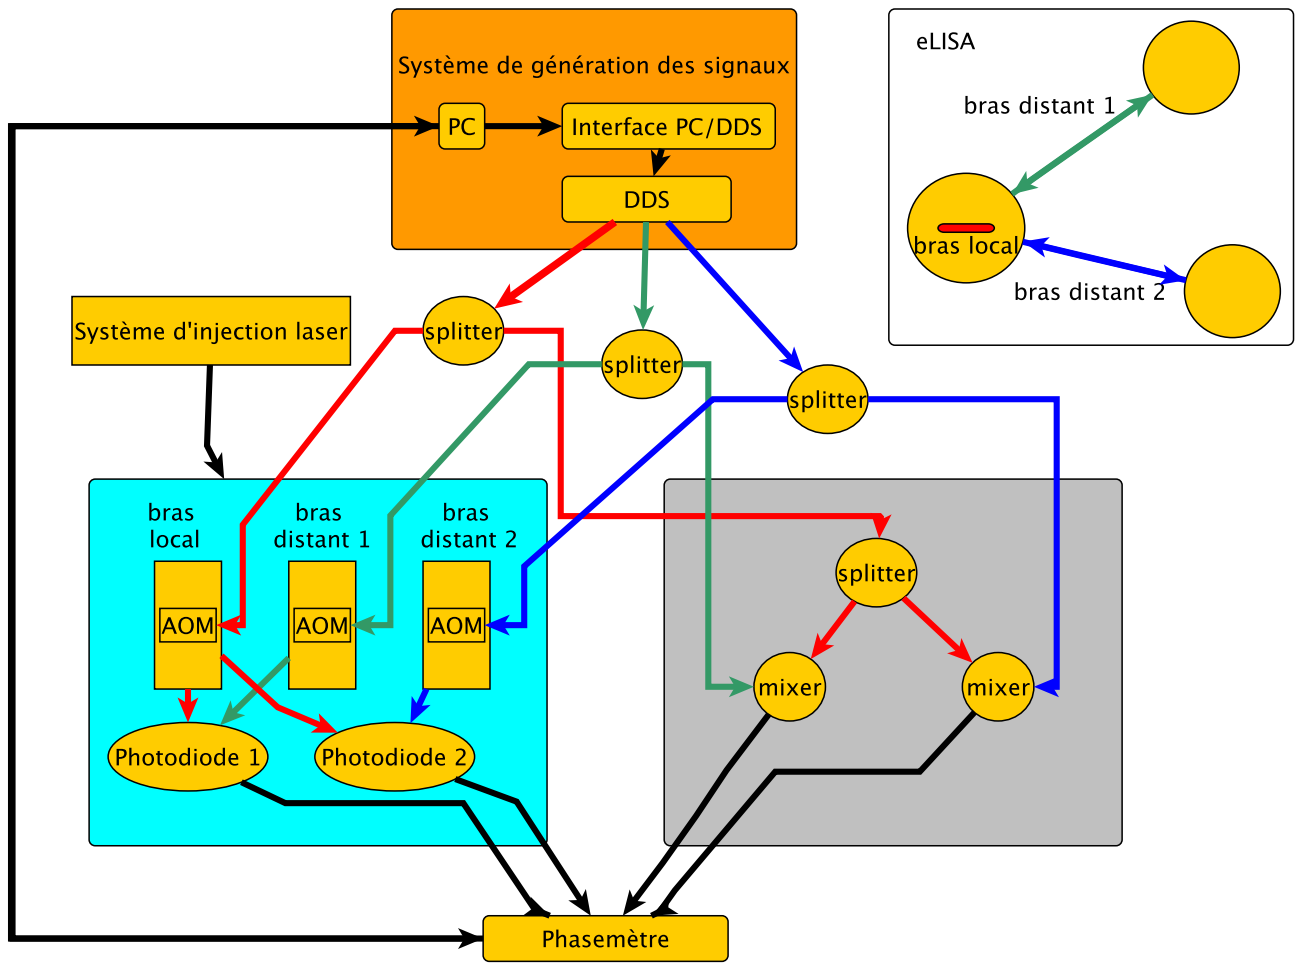 Système de génération des signaux
PC
Interface PC/DDS
DDS
eLISA
bras distant 1
bras local
bras distant 2
Système d'injection laser
splitter
splitter
splitter
bras
local
bras
distant 1
bras
distant 2
AOM
AOM
AOM
splitter
mixer
mixer
Photodiode 1
Photodiode 2
Phasemètre